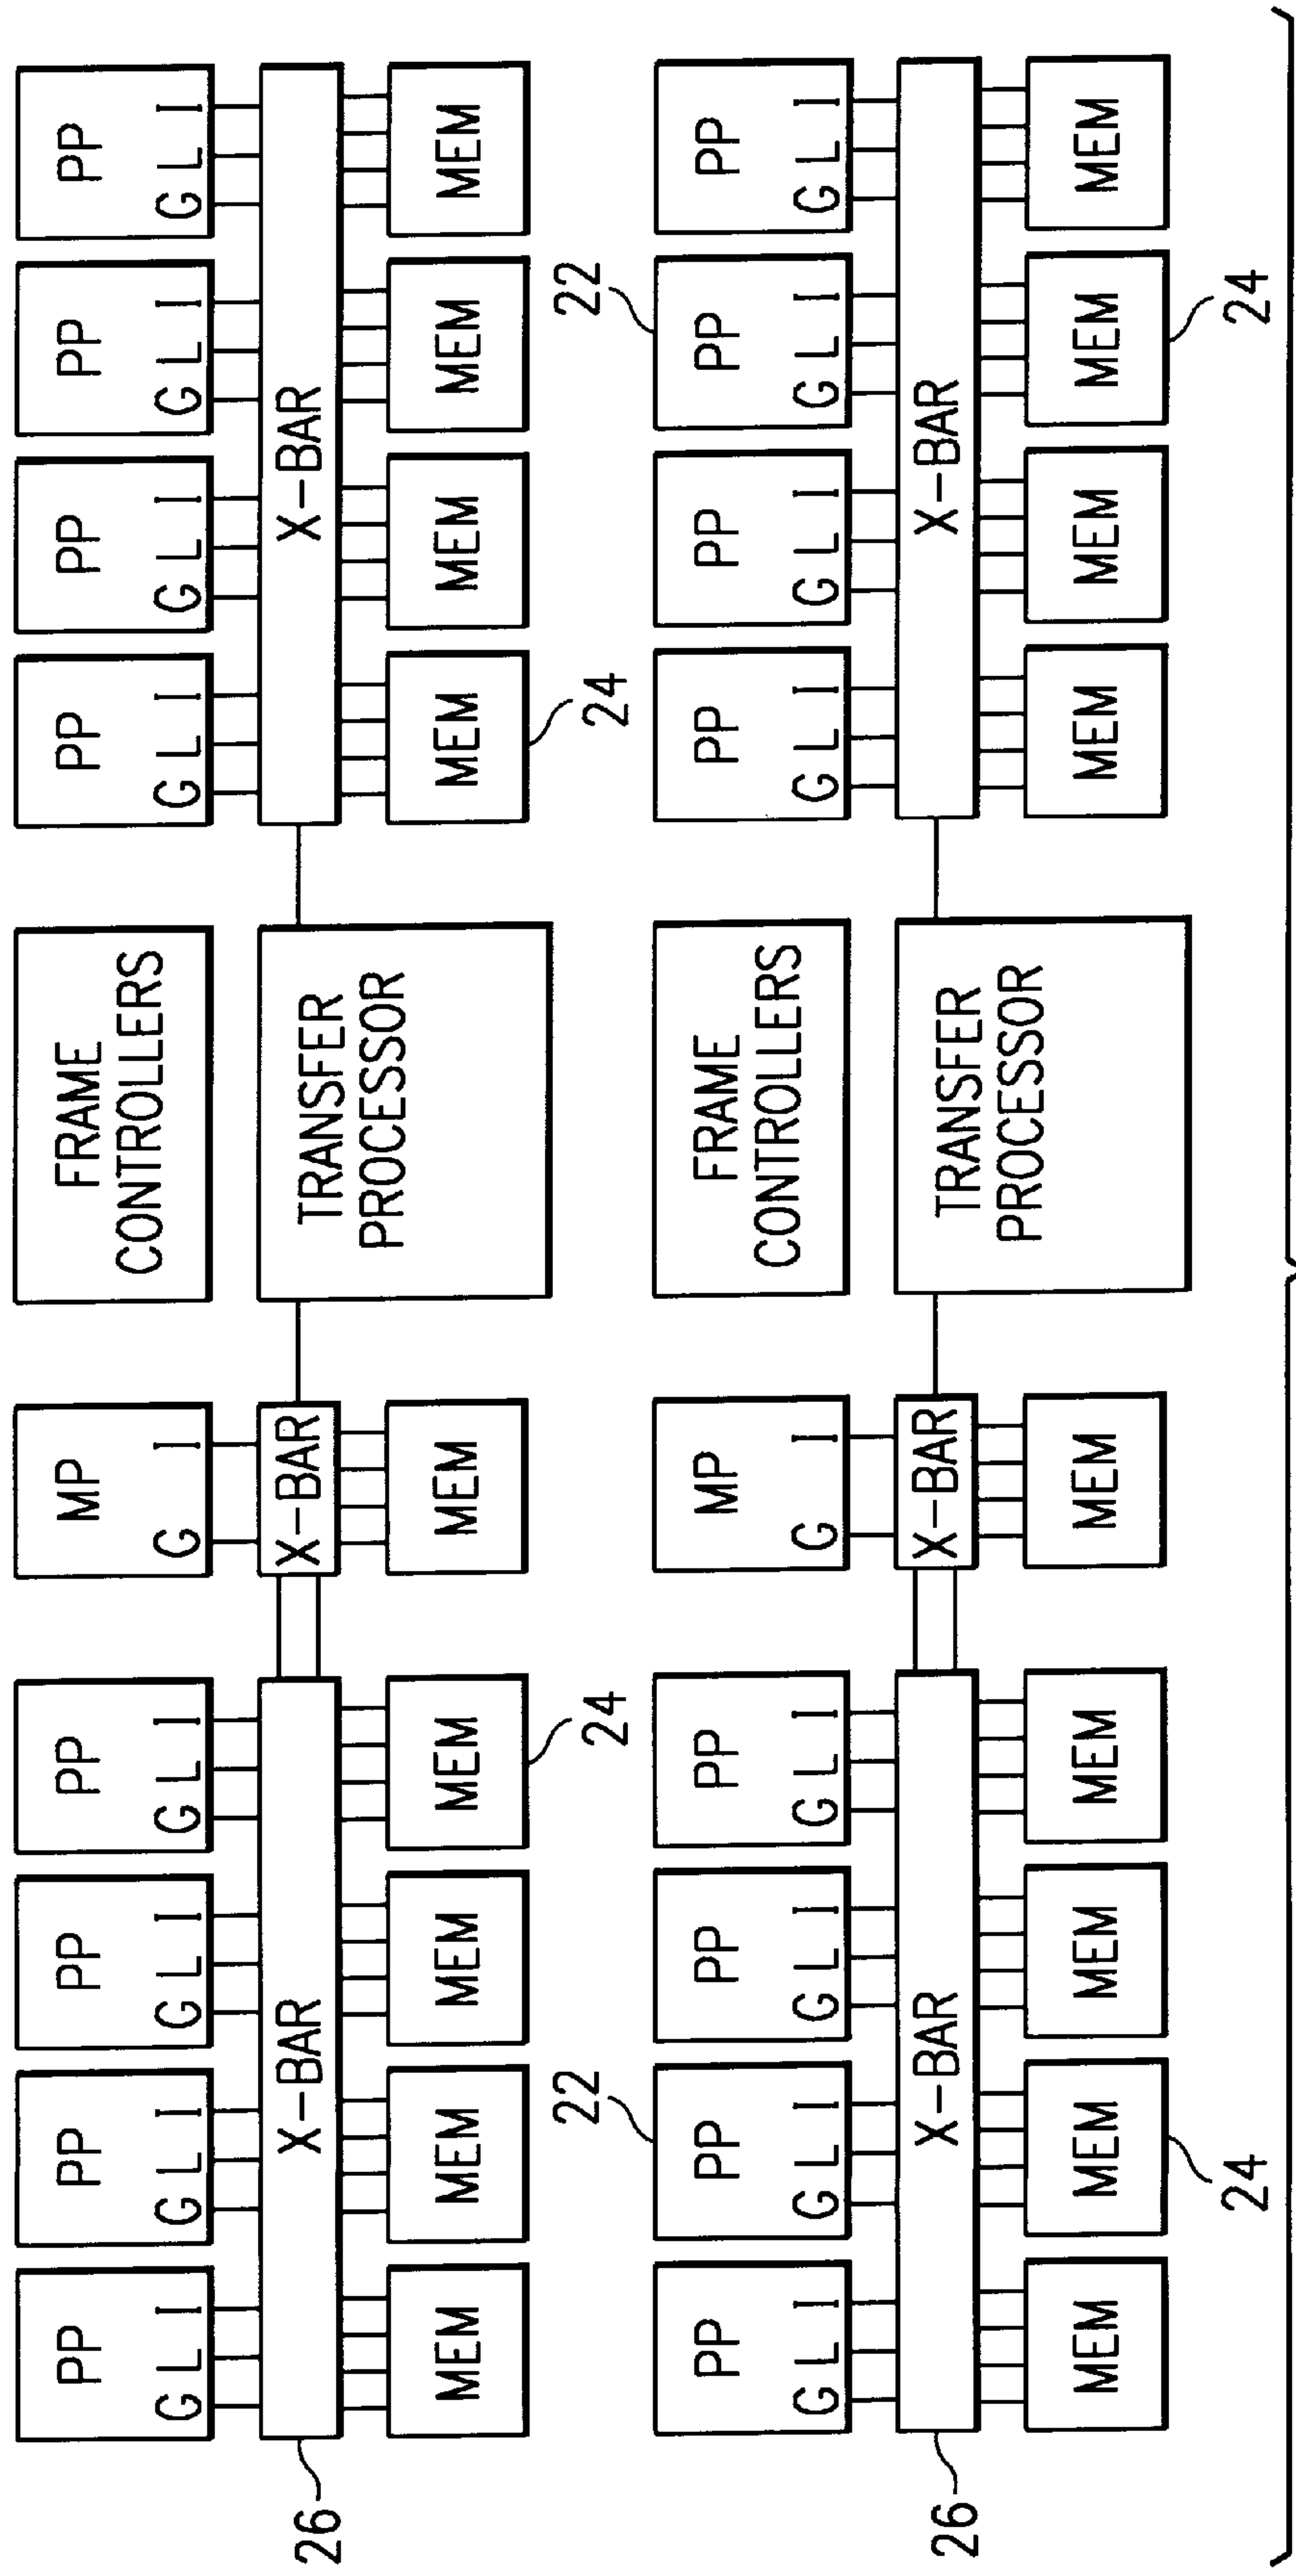 PP PP PP PP MP FRAME PP PP PP PP
CONTROLLERS
G L I G L I G L I G L I G I G L I G L I G L I G L I
26 X-BAR X-BAR TRANSFER X-BAR
PROCESSOR
MEM MEM MEM MEM MEM MEM MEM MEM MEM
22 24 24 22
PP PP PP PP MP FRAME PP PP PP PP
CONTROLLERS
G L I G L I G L I G L I G I G L I G L I G L I G L I
26 X-BAR X-BAR TRANSFER X-BAR
PROCESSOR
MEM MEM MEM MEM MEM MEM MEM MEM MEM
24 24